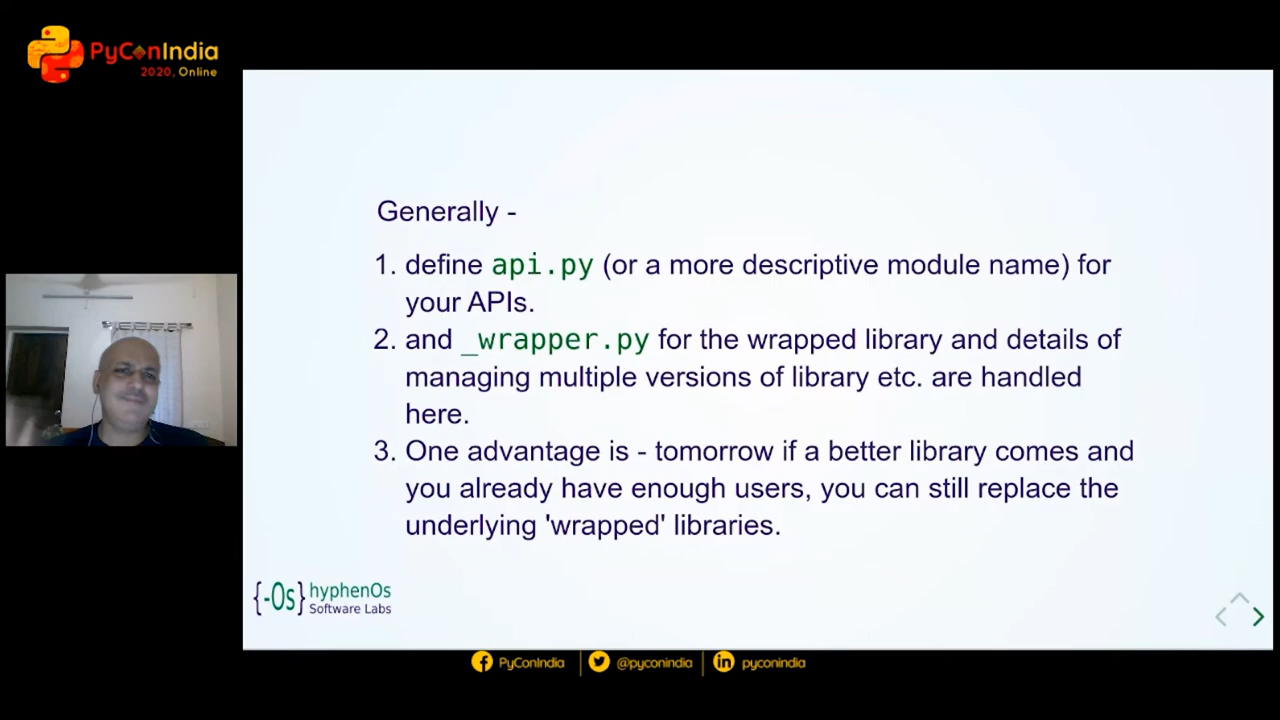 PyConIndia
2020, Online
Generally -
1. define api.py (or a more descriptive module name) for
your APIs.
2. and _wrapper.py for the wrapped library and details of
managing multiple versions of library etc. are handled
here.
3. One advantage is - tomorrow if a better library comes and
you already have enough users, you can still replace the
underlying 'wrapped' libraries.
{-Os} hyphenOs
Software Labs
PyConIndia @pyconindia pyconindia